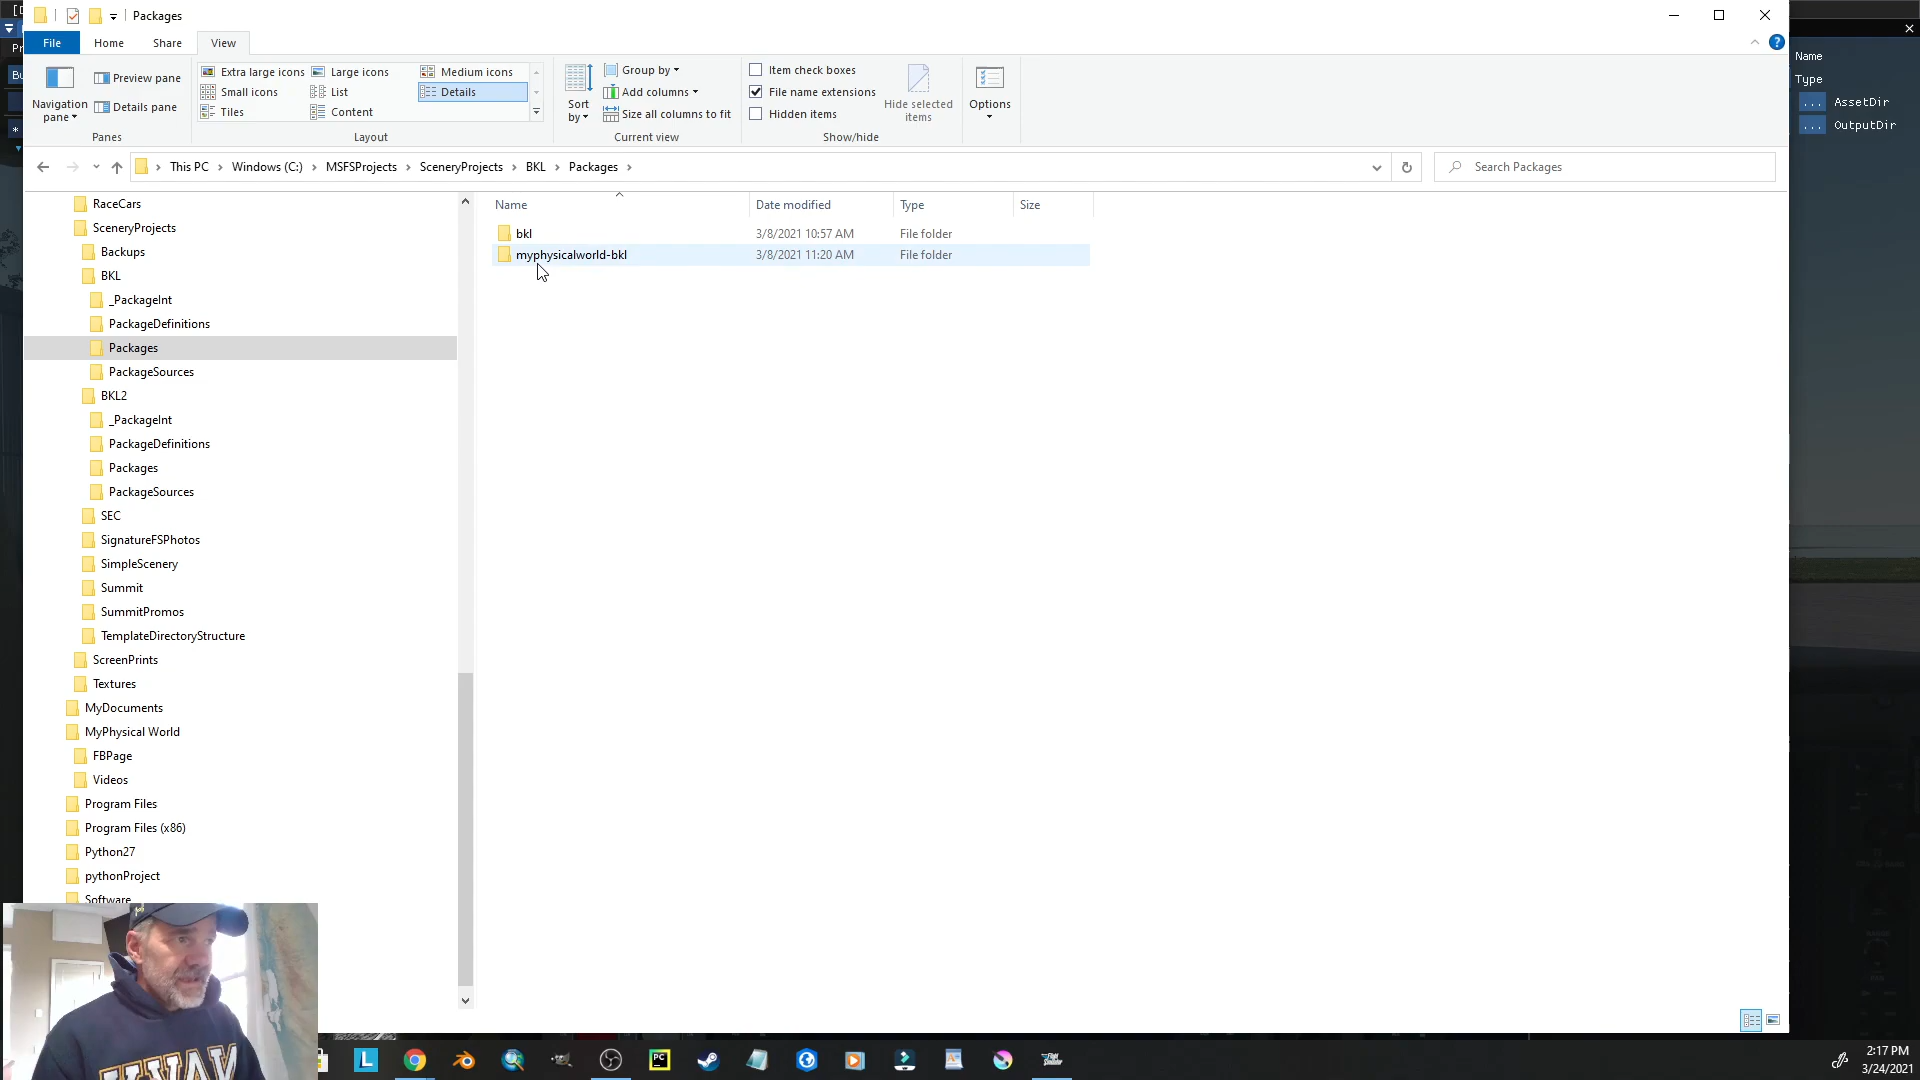 [D
Packages
File Home Share View
Pr
Bu
*
Navigation pane
Preview pane
Details pane
Panes
Extra large icons Large icons Medium icons
Small icons List Details
Tiles Content
Layout
Sort by
Group by
Add columns
Size all columns to fit
Current view
Item check boxes
File name extensions
Hidden items
Hide selected items
Show/hide
Options
This PC > Windows (C:) > MSFSProjects > SceneryProjects > BKL > Packages >
Search Packages
RaceCars
SceneryProjects
Backups
BKL
_PackageInt
PackageDefinitions
Packages
PackageSources
BKL2
_PackageInt
PackageDefinitions
Packages
PackageSources
SEC
SignatureFSPhotos
SimpleScenery
Summit
SummitPromos
TemplateDirectoryStructure
ScreenPrints
Textures
MyDocuments
MyPhysical World
FBPage
Videos
Program Files
Program Files (x86)
Python27
pythonProject
Software
Name Date modified Type Size
bkl 3/8/2021 10:57 AM File folder
myphysicalworld-bkl 3/8/2021 11:20 AM File folder
Name
Type
... AssetDir
... OutputDir
L
PC
2:17 PM
3/24/2021